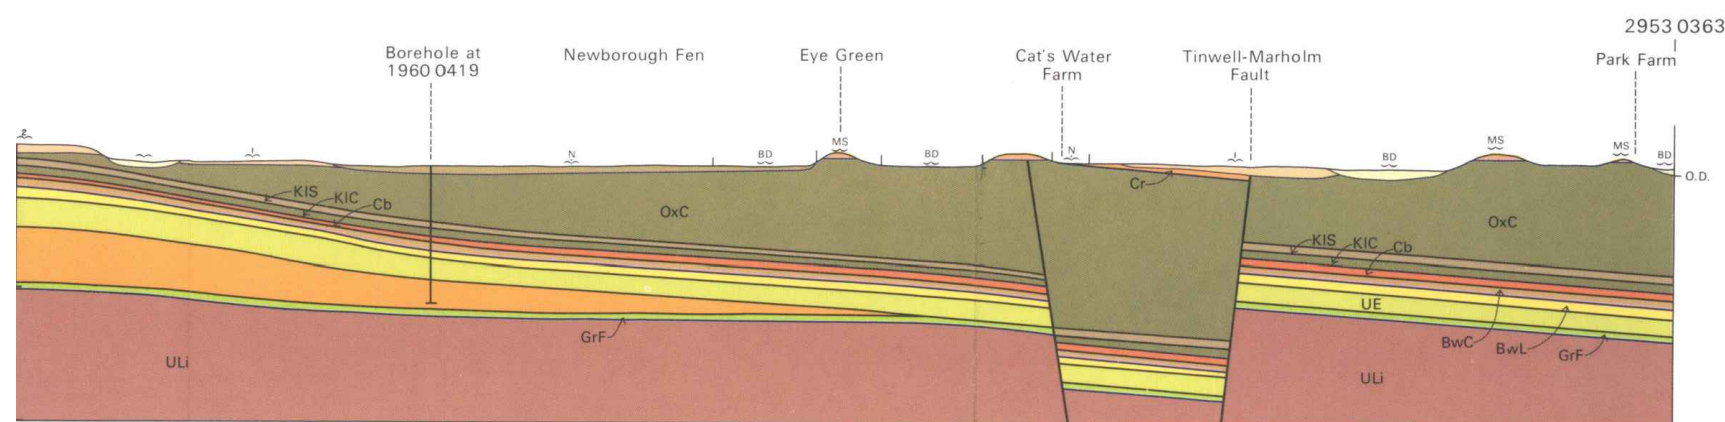 2953 0363
Borehole at
1960 0419
Newborough Fen
Eye Green
Cat's Water
Farm
Tinwell-Marholm
Fault
Park Farm
N
BD
MS
BD
N
BD
MS
MS
BD
O.D.
KIS
KIC
Cb
OxC
Cr
OxC
KIS
KIC
Cb
UE
GrF
BwC
BwL
GrF
ULi
ULi